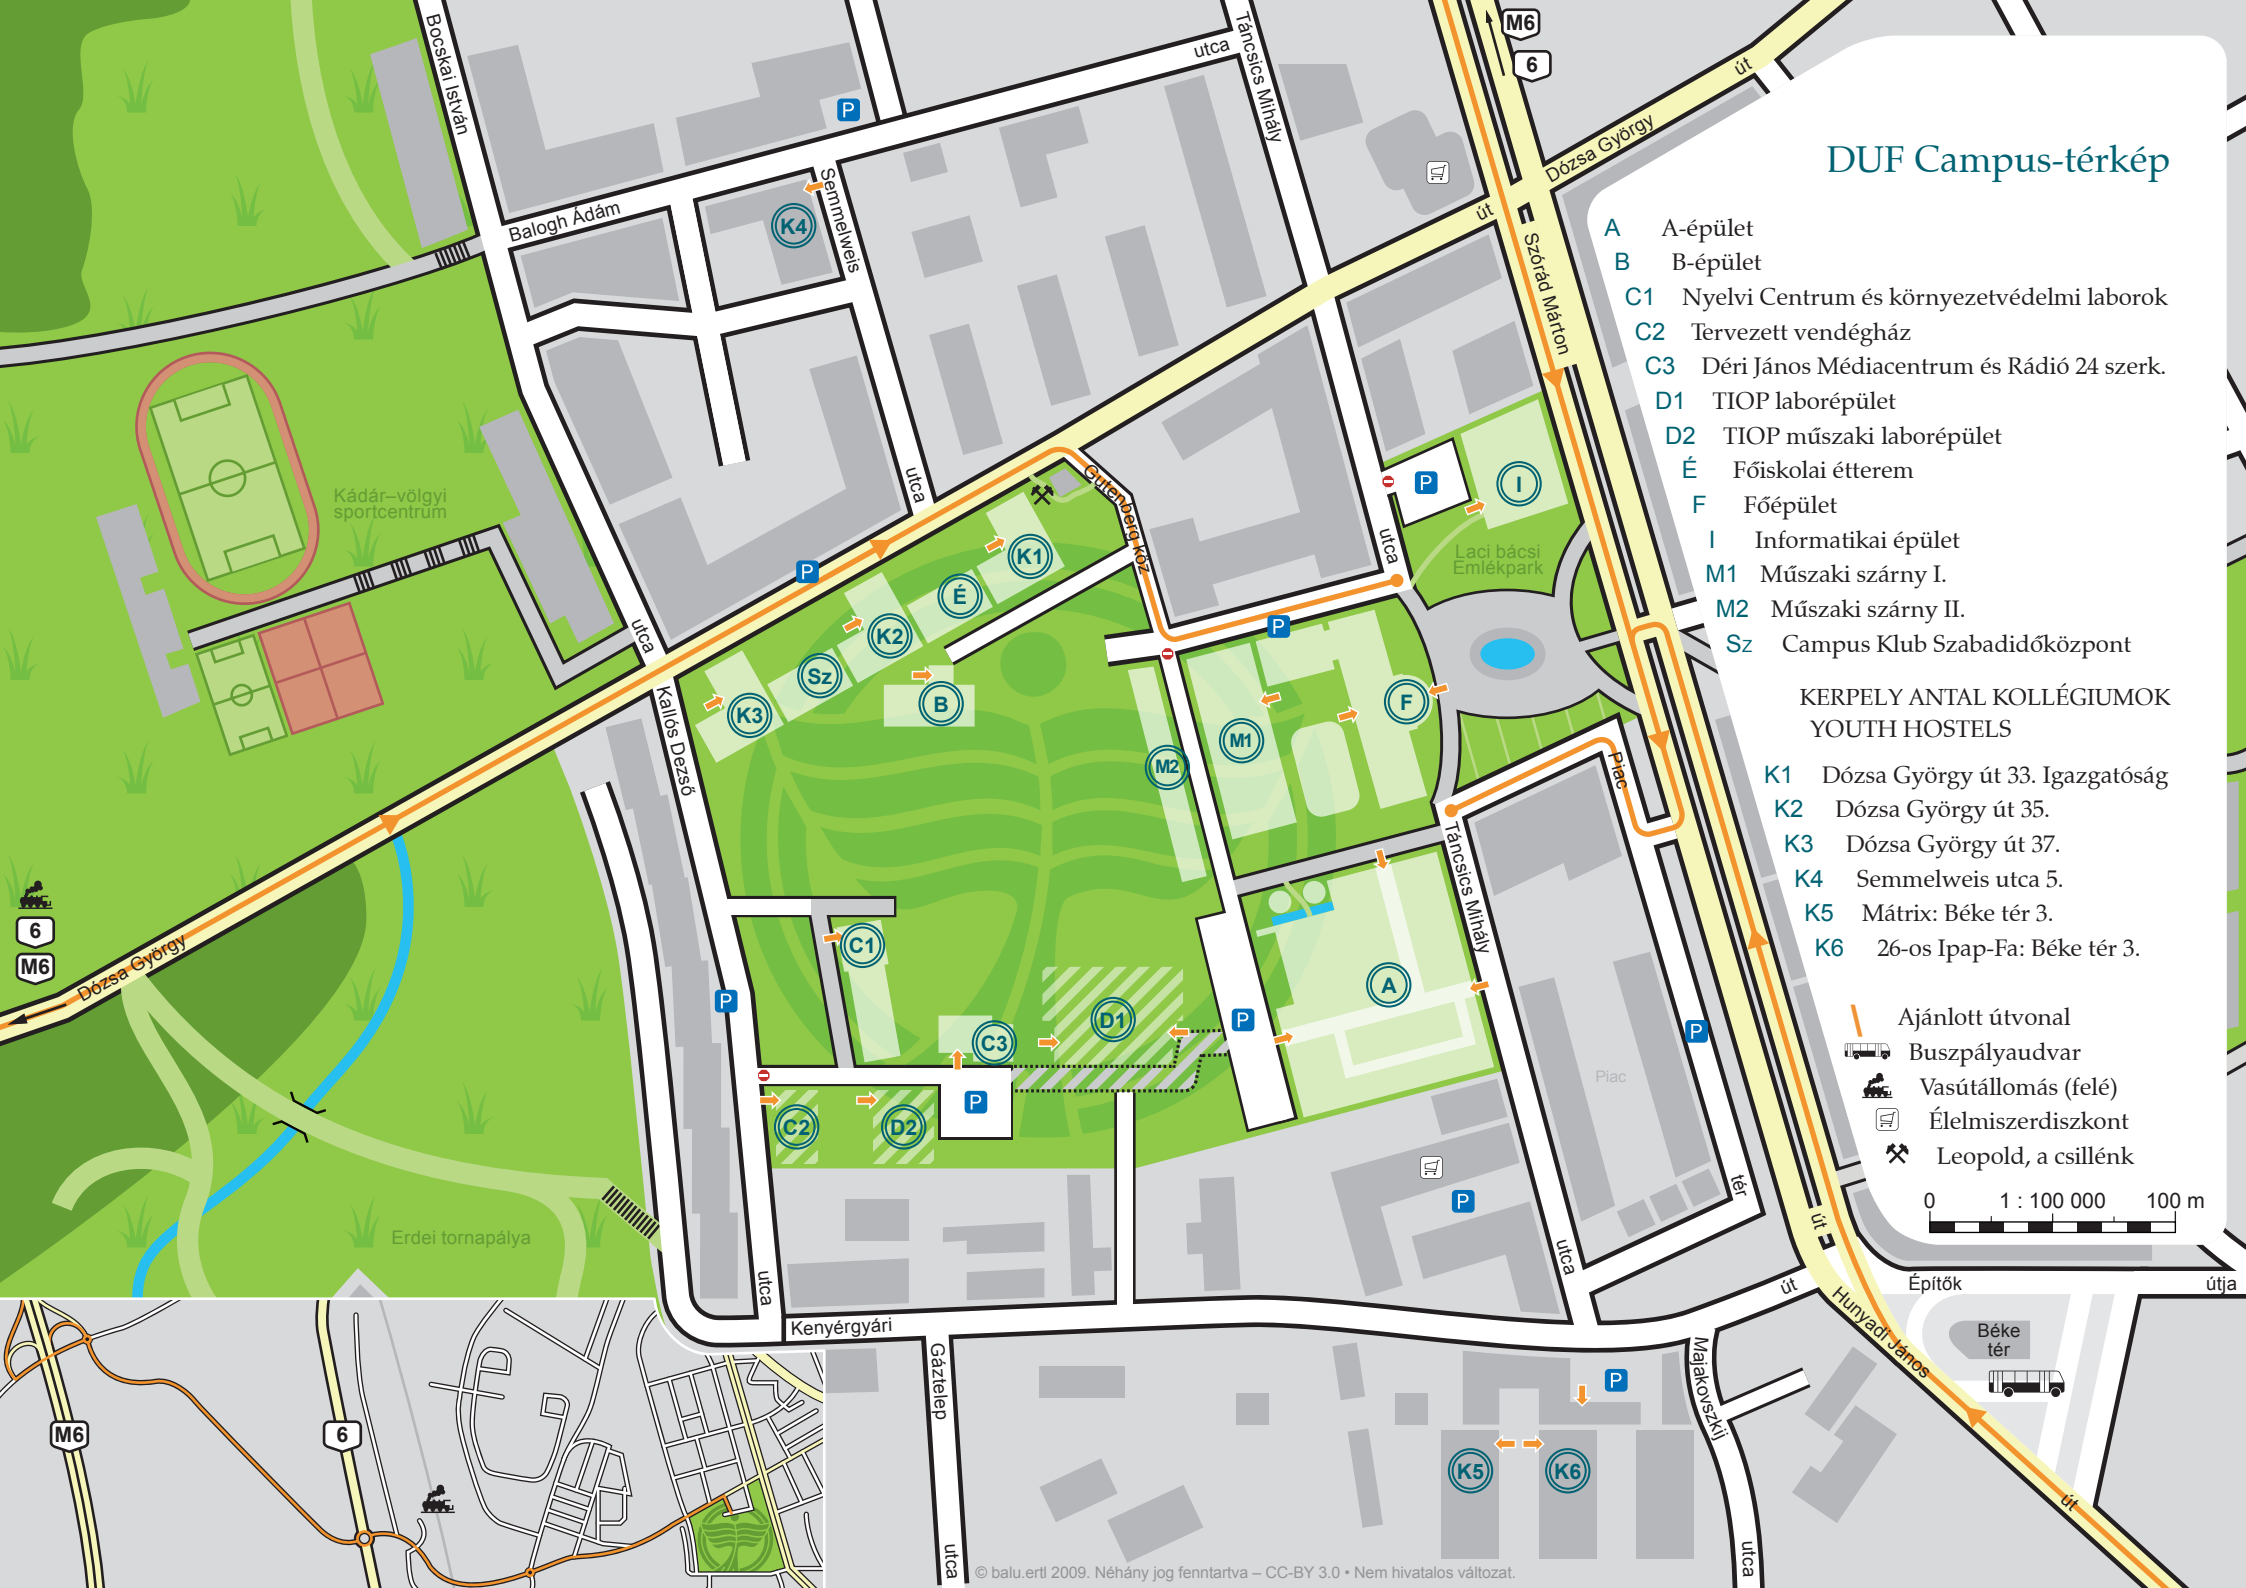 DUF Campus-térkép
A A-épület
B B-épület
C1 Nyelvi Centrum és környezetvédelmi laborok
C2 Tervezett vendégház
C3 Déri János Médiacentrum és Rádió 24 szerk.
D1 TIOP laborépület
D2 TIOP műszaki laborépület
É Főiskolai étterem
F Főépület
I Informatikai épület
M1 Műszaki szárny I.
M2 Műszaki szárny II.
Sz Campus Klub Szabadidőközpont
KERPELY ANTAL KOLLÉGIUMOK
YOUTH HOSTELS
K1 Dózsa György út 33. Igazgatóság
K2 Dózsa György út 35.
K3 Dózsa György út 37.
K4 Semmelweis utca 5.
K5 Mátrix: Béke tér 3.
K6 26-os Ipap-Fa: Béke tér 3.
Ajánlott útvonal
Buszpályaudvar
Vasútállomás (felé)
Élelmiszerdiszkont
Leopold, a csillénk
0 1 : 100 000 100 m
Bocskai István
utca
Balogh Ádám
utca
Táncsics Mihály
utca
Semmelweis
utca
M6
6
út
Dózsa György
út
Szórád Márton
út
P
K4
Kádár–völgyi
sportcentrum
P
Gutenberg köz
P
I
Laci bácsi
Emlékpark
K1
É
K2
Sz
K3
B
P
M1
M2
F
Kallós Dezső
utca
Piac
tér
Táncsics Mihály
utca
6
M6
Dózsa György
C1
P
A
D1
C3
P
P
Piac
C2
D2
P
P
Erdei tornapálya
Kenyérgyári
út
Építők
útja
Hunyadi János
út
Béke
tér
Gáztelep
utca
Majakovszkij
utca
P
K5
K6
M6
6
© balu.ertl 2009. Néhány jog fenntartva – CC-BY 3.0 • Nem hivatalos változat.